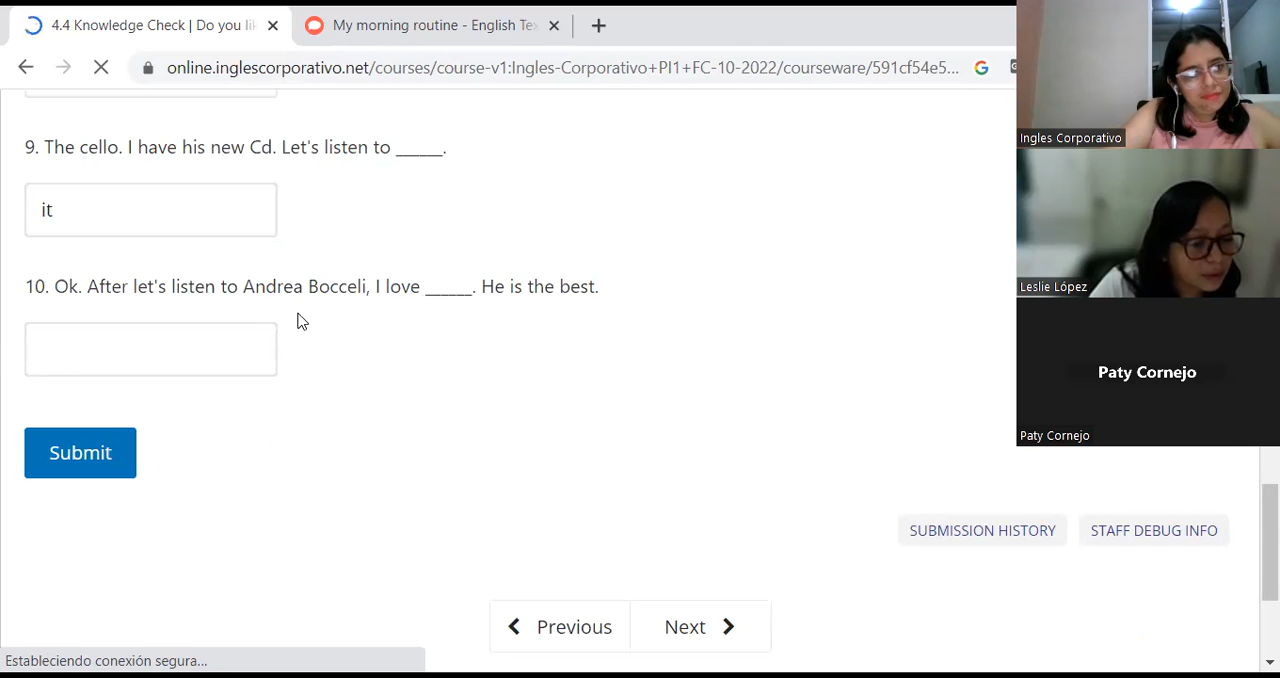 4.4 Knowledge Check | Do you li
My morning routine - English Te
online.inglescorporativo.net/courses/course-v1:Ingles-Corporativo+PI1+FC-10-2022/courseware/591cf54e5...
Ingles Corporativo
9. The cello. I have his new Cd. Let's listen to ______.
it
10. Ok. After let's listen to Andrea Bocceli, I love ______. He is the best.
Leslie López
Paty Cornejo
Paty Cornejo
Submit
SUBMISSION HISTORY
STAFF DEBUG INFO
Previous
Next
Estableciendo conexión segura...